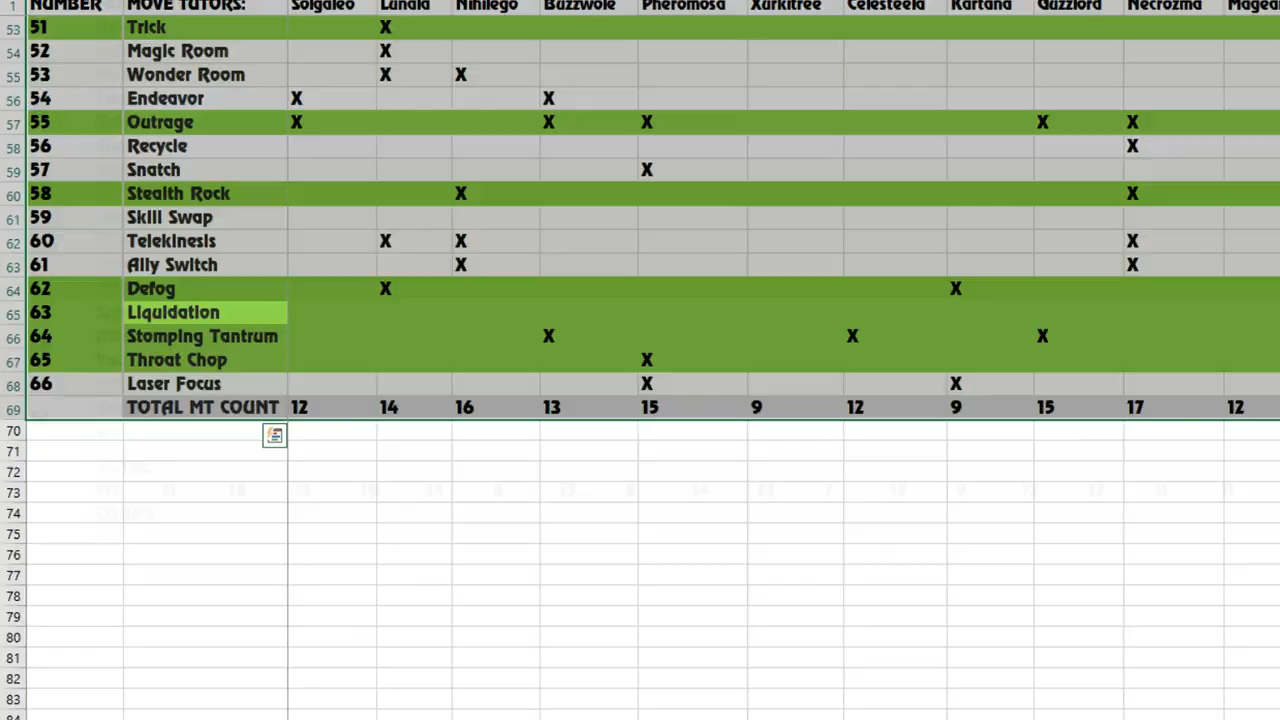 1 NUMBER MOVE TUTORS: Solgaleo Lunala Nihilego Buzzwole Pheromosa Xurkitree Celesteela Kartana Guzzlord Necrozma Magear
53 51 Trick X
54 52 Magic Room X
55 53 Wonder Room X X
56 54 Endeavor X X
57 55 Outrage X X X X X
58 56 Recycle X
59 57 Snatch X
60 58 Stealth Rock X X
61 59 Skill Swap
62 60 Telekinesis X X X
63 61 Ally Switch X X
64 62 Defog X X
65 63 Liquidation
66 64 Stomping Tantrum X X X
67 65 Throat Chop X
68 66 Laser Focus X X
69 TOTAL MT COUNT 12 14 16 13 15 9 12 9 15 17 12
70
71
72
73
74
75
76
77
78
79
80
81
82
83
84